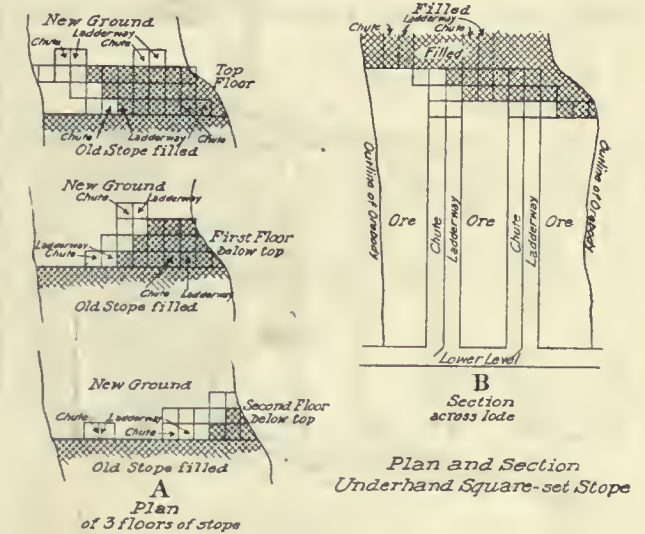 New Ground
Chute
Ladderway
Chute
Ladderway
Top
Floor
Chute
Ladderway
Chute
Old Stope filled
New Ground
Chute
Ladderway
Ladderway
Chute
First Floor
below top
Chute
Ladderway
Old Stope filled
New Ground
Second Floor
below top
Chute
Chute
Ladderway
Old Stope filled
A
Plan
of 3 floors of stope
Filled
Chute
Ladderway
Chute
Filled
Outline of Orebody
Ore
Chute
Ladderway
Ore
Chute
Ladderway
Ore
Outline of Orebody
Lower Level
B
Section
across lode
Plan and Section
Underhand Square-set Stope